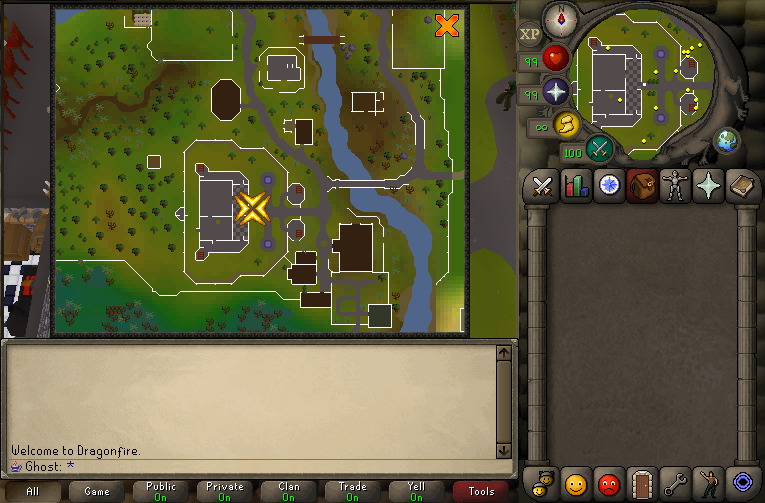 N
XP
99
99
∞
100
Welcome to Dragonfire.
Ghost: *
All
Game
Public
On
Private
On
Clan
On
Trade
On
Yell
On
Tools